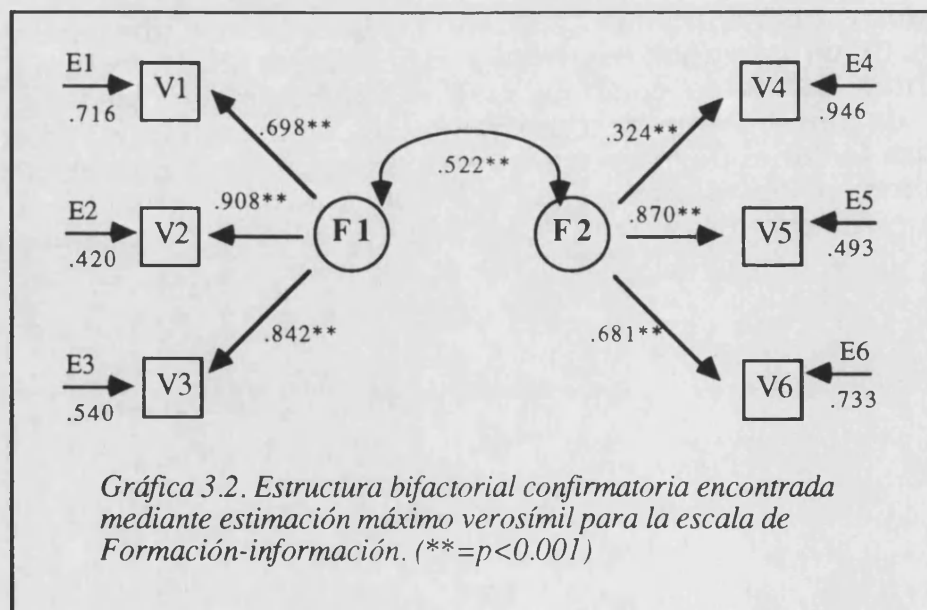 E1 V1 V4 E4
.716 .698** .324** .946
.522**
E2 .908** .870** E5
V2 F1 F2 V5
.420 .493
.842** .681**
E3 V3 V6 E6
.540 .733
Gráfica 3.2. Estructura bifactorial confirmatoria encontrada
mediante estimación máximo verosímil para la escala de
Formación-información. (**=p<0.001)